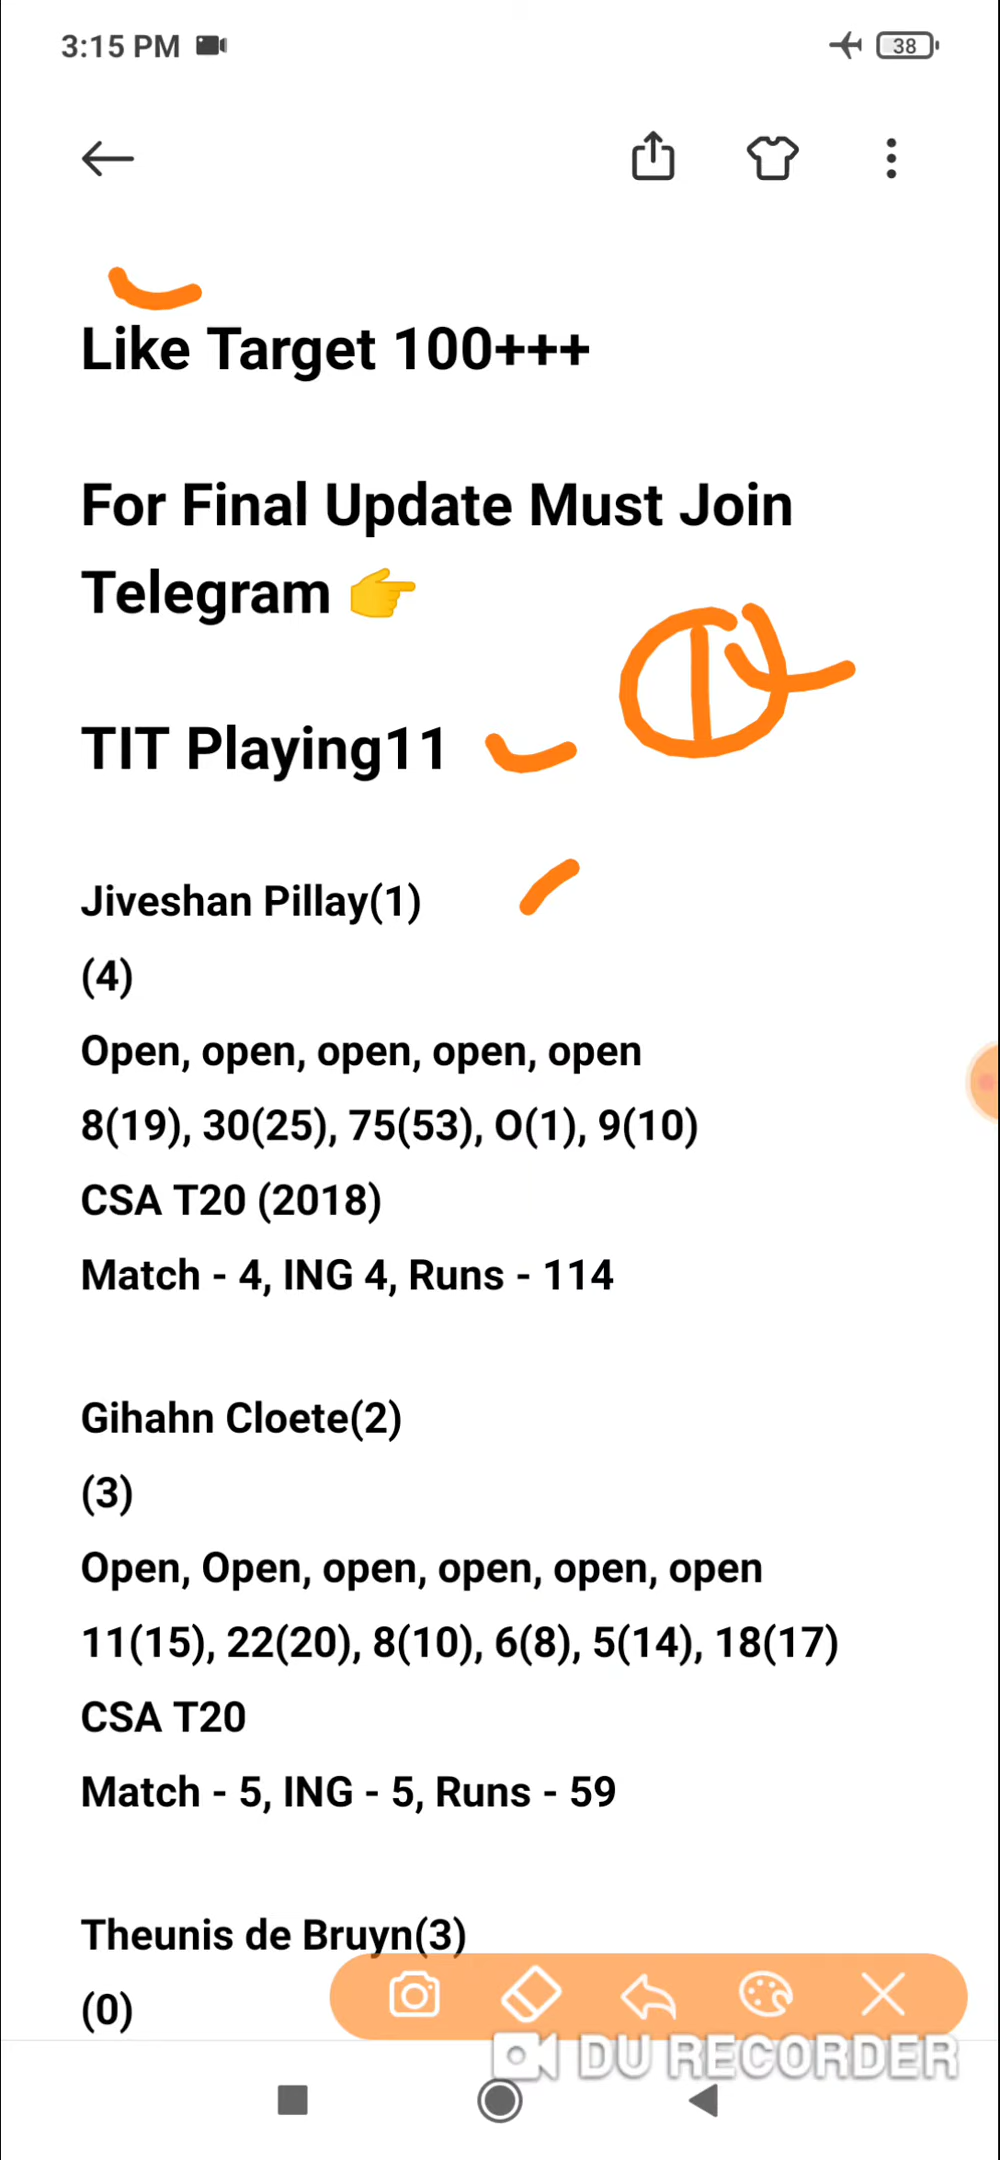 3:15 PM
38
Like Target 100+++
For Final Update Must Join
Telegram 👉
TIT Playing11
Jiveshan Pillay(1)
(4)
Open, open, open, open, open
8(19), 30(25), 75(53), O(1), 9(10)
CSA T20 (2018)
Match - 4, ING 4, Runs - 114
Gihahn Cloete(2)
(3)
Open, Open, open, open, open, open
11(15), 22(20), 8(10), 6(8), 5(14), 18(17)
CSA T20
Match - 5, ING - 5, Runs - 59
Theunis de Bruyn(3)
(0)
DU RECORDER